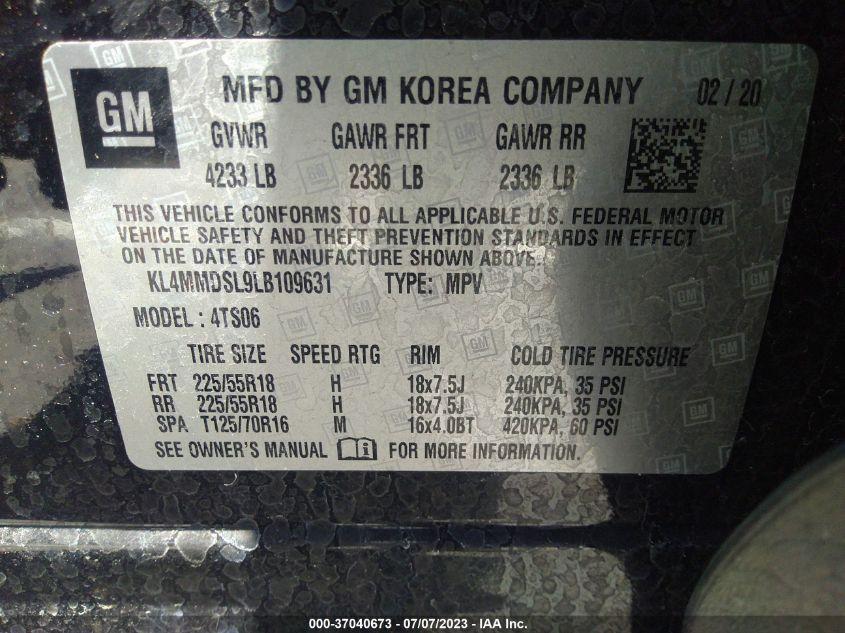 GM
MFD BY GM KOREA COMPANY 02 / 20
GVWR GAWR FRT GAWR RR
4233 LB 2336 LB 2336 LB
THIS VEHICLE CONFORMS TO ALL APPLICABLE U.S. FEDERAL MOTOR
VEHICLE SAFETY AND THEFT PREVENTION STANDARDS IN EFFECT
ON THE DATE OF MANUFACTURE SHOWN ABOVE.
KL4MMDSL9LB109631 TYPE: MPV
MODEL : 4TS06
TIRE SIZE SPEED RTG RIM COLD TIRE PRESSURE
FRT 225/55R18 H 18x7.5J 240KPA, 35 PSI
RR 225/55R18 H 18x7.5J 240KPA, 35 PSI
SPA T125/70R16 M 16x4.0BT 420KPA, 60 PSI
SEE OWNER'S MANUAL FOR MORE INFORMATION.
000-37040673 - 07/07/2023 - IAA Inc.